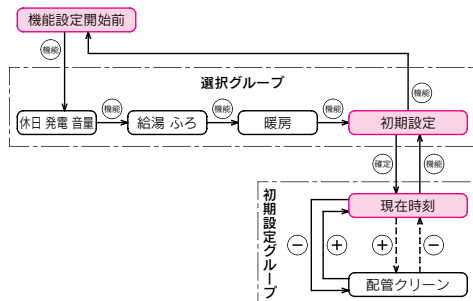 機能設定開始前
機能
選択グループ
機能
機能
機能
機能
休日 発電 音量
給湯 ふろ
暖房
初期設定
確定
機能
初期設定グループ
現在時刻
− + + −
配管クリーン